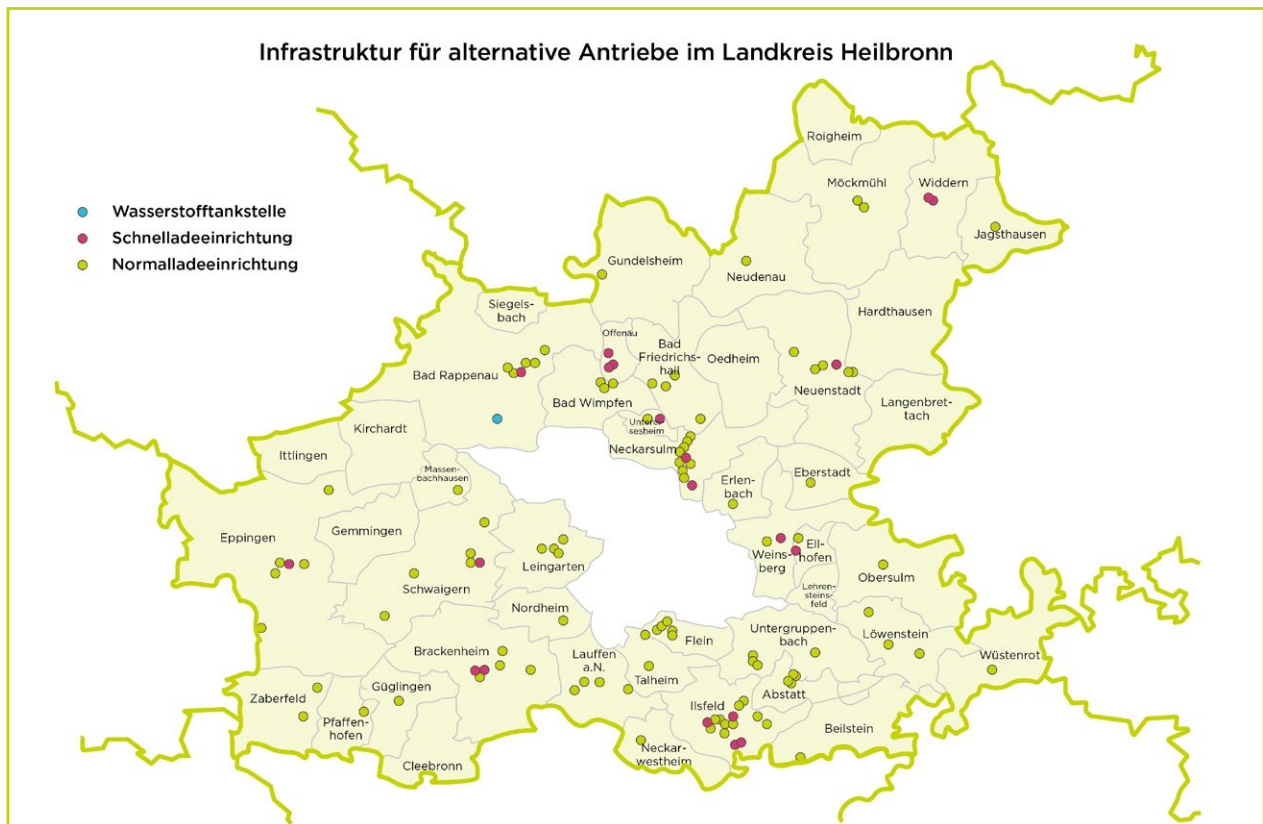 Infrastruktur für alternative Antriebe im Landkreis Heilbronn
Wasserstofftankstelle
Schnelladeeinrichtung
Normalladeeinrichtung
Roigheim
Möckmühl
Widdern
Jagsthausen
Gundelsheim
Neudenau
Siegels-
bach
Hardthausen
Offenau
Bad
Friedrichs-
hall
Oedheim
Bad Rappenau
Neuenstadt
Bad Wimpfen
Langenbret-
tach
Unterei-
sesheim
Kirchardt
Neckarsulm
Ittlingen
Massen-
bachhausen
Eberstadt
Erlen-
bach
Gemmingen
Eppingen
Ell-
hofen
Weins-
berg
Leingarten
Obersulm
Schwaigern
Lehren-
steinsfeld
Nordheim
Untergruppen-
bach
Löwenstein
Flein
Brackenheim
Lauffen
a.N.
Wüstenrot
Talheim
Güglingen
Abstatt
Zaberfeld
Ilsfeld
Pfaffen-
hofen
Beilstein
Neckar-
westheim
Cleebronn